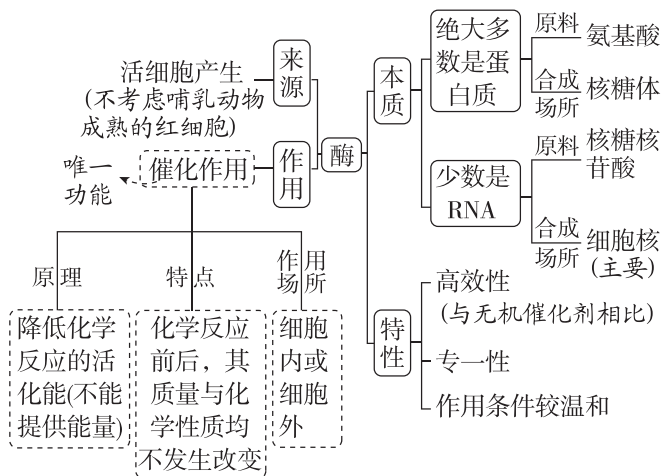 活细胞产生
(不考虑哺乳动物
成熟的红细胞)
来
源
唯一
功能
催化作用
作
用
酶
原理
降低化学
反应的活
化能(不能
提供能量)
特点
化学反应
前后，其
质量与化
学性质均
不发生改变
作用
场所
细胞
内或
细胞
外
本
质
绝大多
数是蛋
白质
原料
氨基酸
合成
场所
核糖体
少数是
RNA
原料
核糖核
苷酸
合成
场所
细胞核
(主要)
特
性
高效性
(与无机催化剂相比)
专一性
作用条件较温和